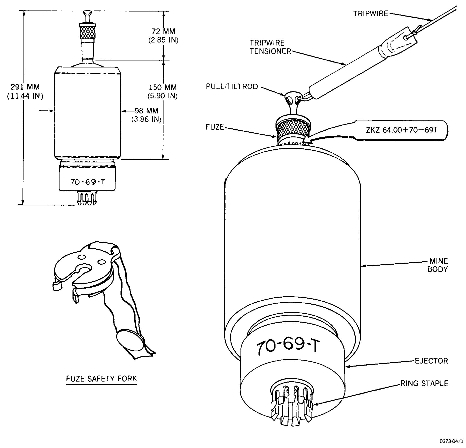 72 MM
(2.85 IN)
291 MM
(11.44 IN)
150 MM
(5.90 IN)
98 MM
(3.86 IN)
70-69-T
FUZE SAFETY FORK
TRIPWIRE
TRIPWIRE
TENSIONER
PULL/TILT ROD
FUZE
ZKZ 64.00+70-691
MINE
BODY
70-69-T
EJECTOR
RING STAPLE